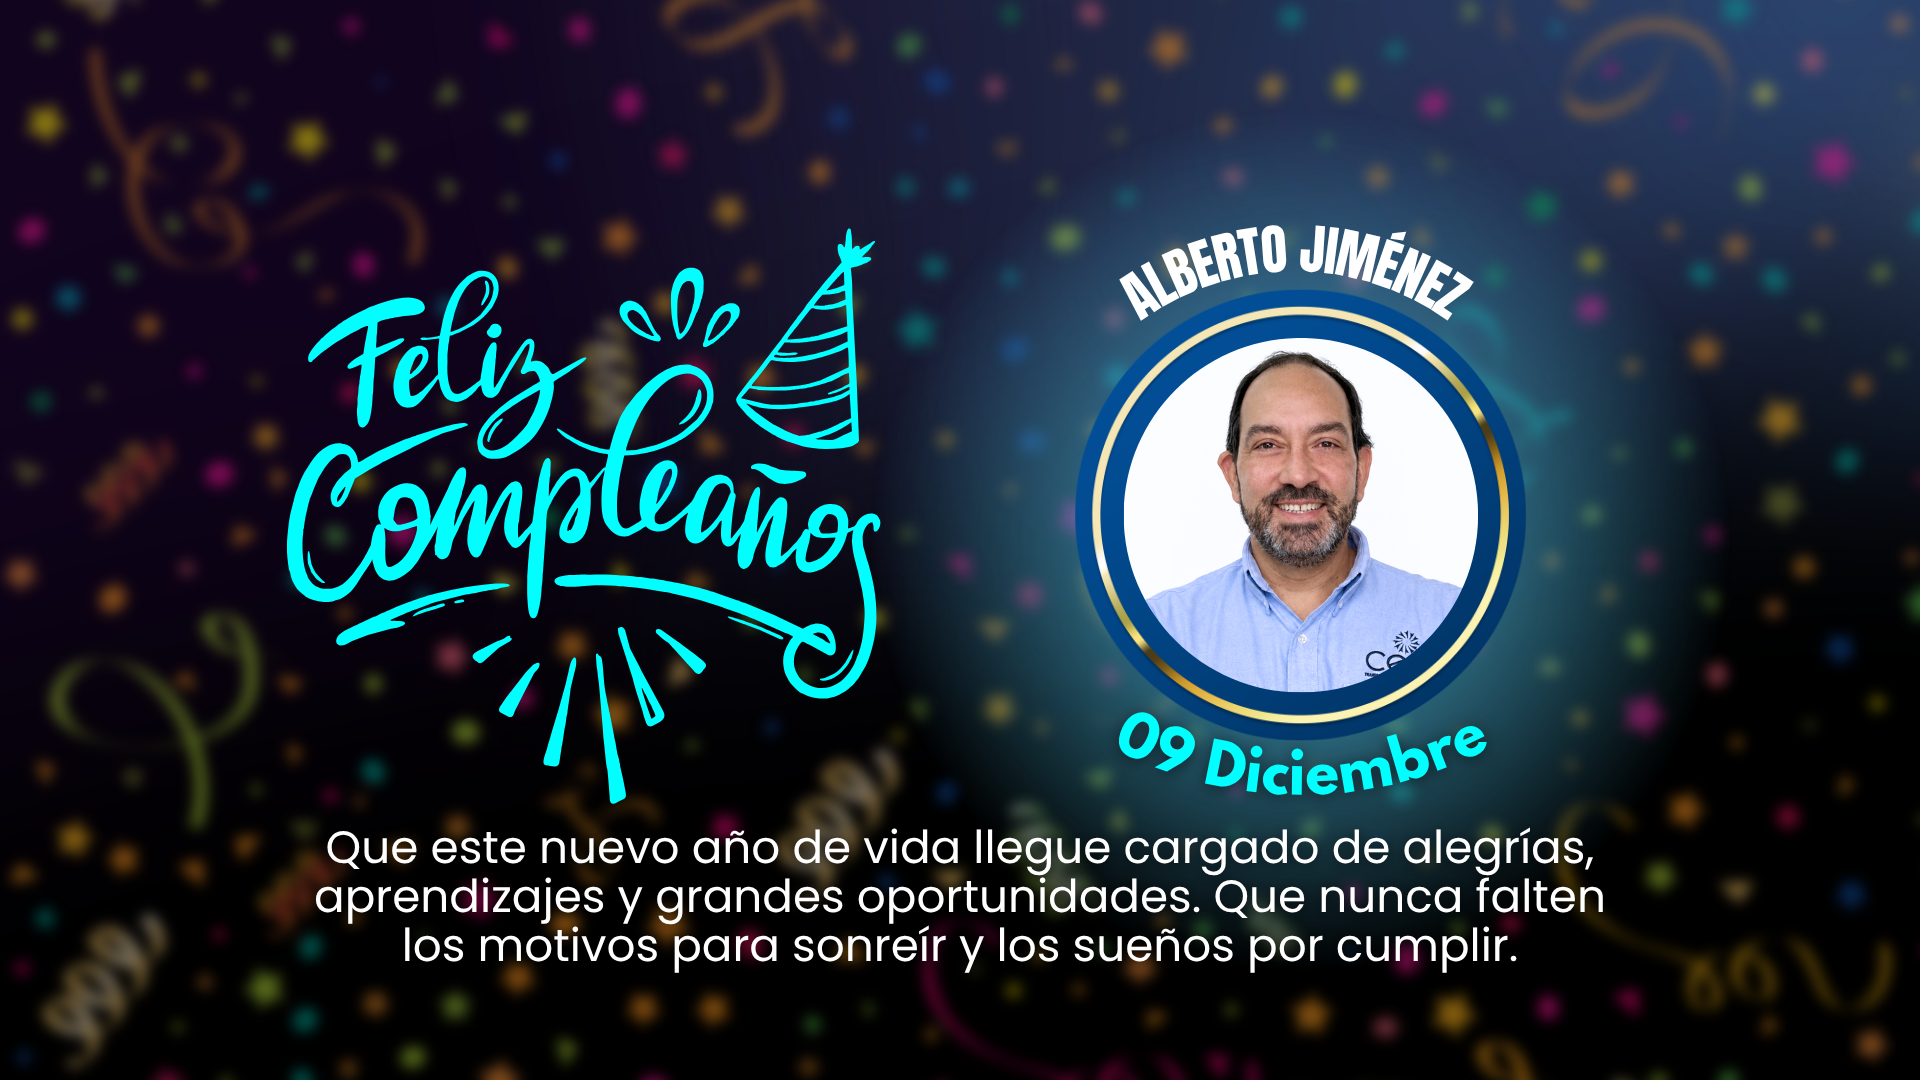 Feliz
Compleaños
ALBERTO JIMÉNEZ
09 Diciembre
Que este nuevo año de vida llegue cargado de alegrías,
aprendizajes y grandes oportunidades. Que nunca falten
los motivos para sonreír y los sueños por cumplir.